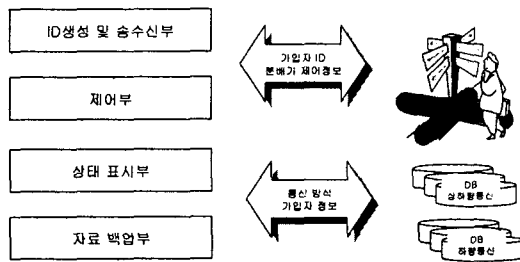 ID생성 및 송수신부
제어부
상태 표시부
자료 백업부
가입자 ID
분배기 제어정보
통신 방식
가입자 정보
DB
상하향통신
DB
하향통신